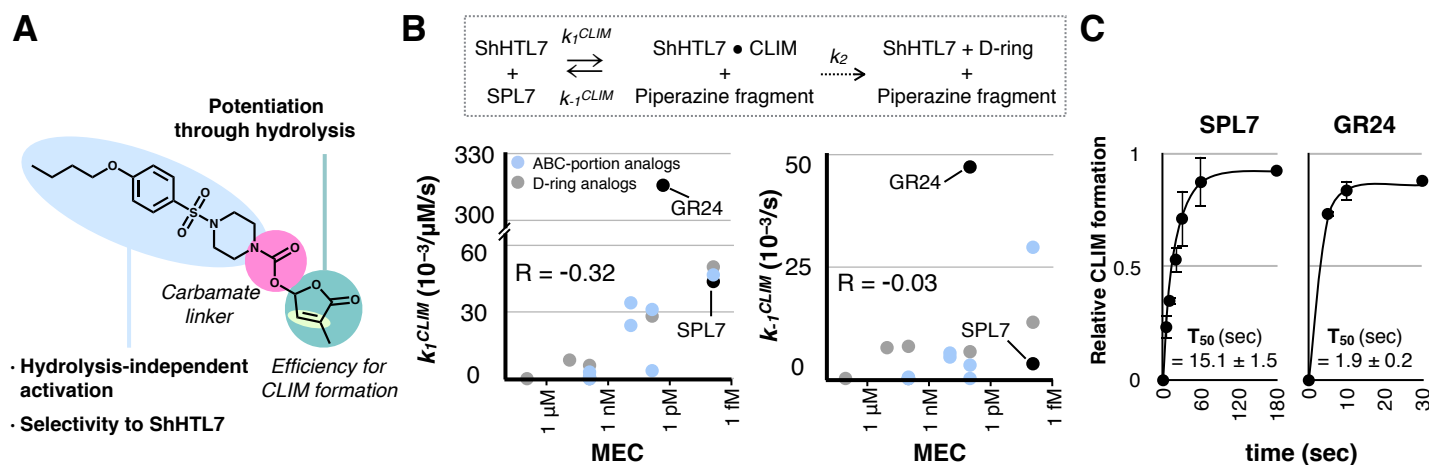 A
Potentiation
through hydrolysis
O
S
O
O
N
N
O
O
O
O
Carbamate
linker
· Hydrolysis-independent
activation
· Selectivity to ShHTL7
Efficiency for
CLIM formation
B
ShHTL7
+
SPL7
k₁ᶜᴸᴵᴹ
k₋₁ᶜᴸᴵᴹ
ShHTL7 • CLIM
+
Piperazine fragment
k₂
ShHTL7 + D-ring
+
Piperazine fragment
k₁ᶜᴸᴵᴹ (10⁻³/μM/s)
330
300
60
30
0
ABC-portion analogs
D-ring analogs
GR24
R = -0.32
SPL7
1 μM
1 nM
1 pM
1 fM
MEC
k₋₁ᶜᴸᴵᴹ (10⁻³/s)
50
25
0
GR24
R = -0.03
SPL7
1 μM
1 nM
1 pM
1 fM
MEC
C
SPL7
GR24
Relative CLIM formation
1
0.5
0
T₅₀ (sec)
= 15.1 ± 1.5
T₅₀ (sec)
= 1.9 ± 0.2
0
60
120
180
0
10
20
30
time (sec)